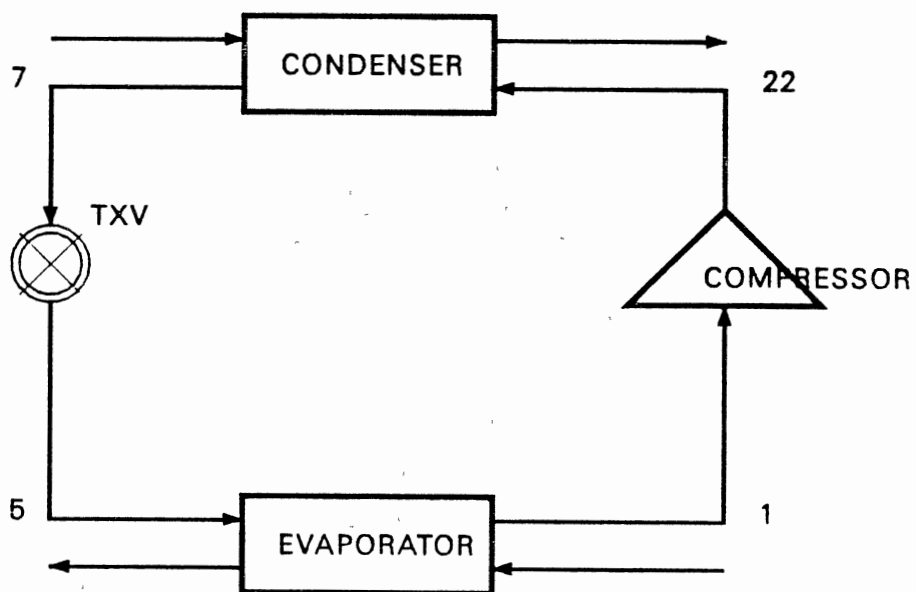 CONDENSER
7
22
TXV
COMPRESSOR
5
1
EVAPORATOR